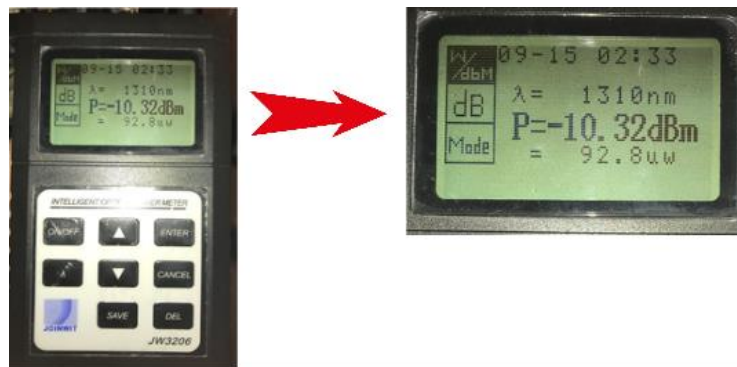 W/dbM 09-15 02:33
dB λ= 1310nm
Mode P=-10.32dBm
= 92.8uw
INTELLIGENT OPTICAL POWER METER
ON/OFF ▲ ENTER
λ ▼ CANCEL
JOINWIT SAVE DEL
JW3206
W/dbM 09-15 02:33
dB λ= 1310nm
Mode P=-10.32dBm
= 92.8uw